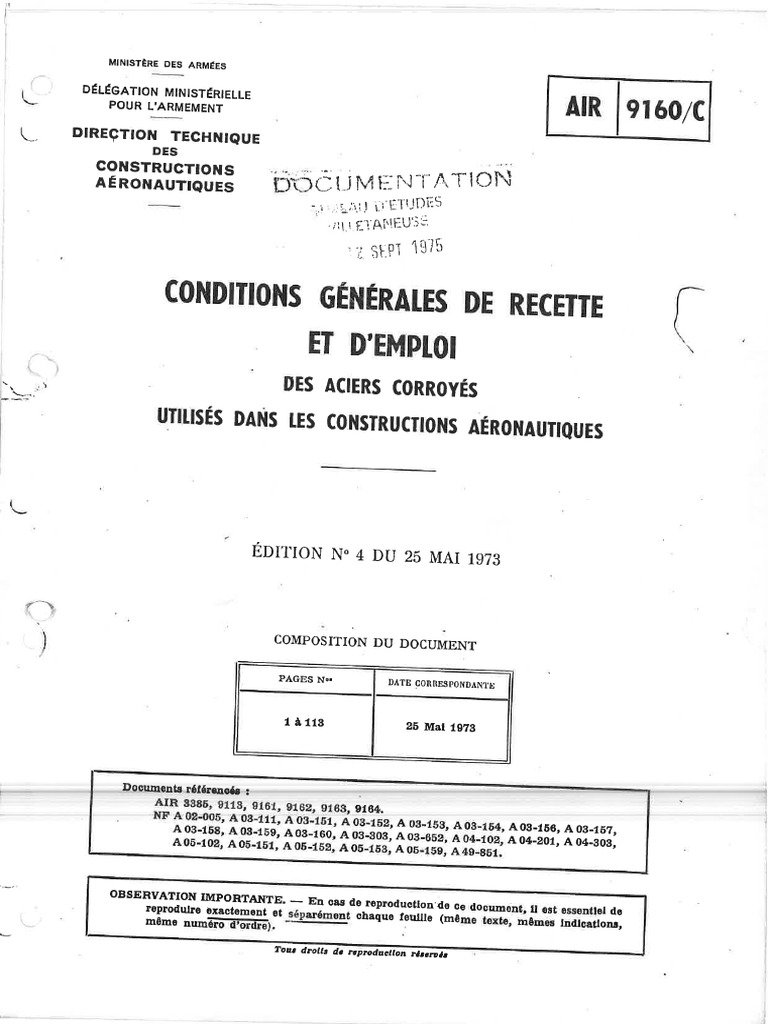 MINISTÈRE DES ARMÉES
DÉLÉGATION MINISTÉRIELLE
POUR L'ARMEMENT
DIRECTION TECHNIQUE
DES
CONSTRUCTIONS
AÉRONAUTIQUES
AIR 9160/C
DOCUMENTATION
D'ETUDES
VILLETANEUSE
SEPT 1975
CONDITIONS GÉNÉRALES DE RECETTE
ET D'EMPLOI
DES ACIERS CORROYÉS
UTILISÉS DANS LES CONSTRUCTIONS AÉRONAUTIQUES
ÉDITION Nº 4 DU 25 MAI 1973
COMPOSITION DU DOCUMENT
PAGES Nos DATE CORRESPONDANTE
1 à 113 25 Mai 1973
Documents référencés :
AIR 3385, 9113, 9161, 9162, 9163, 9164.
NF A 02-005, A 03-111, A 03-151, A 03-152, A 03-153, A 03-154, A 03-156, A 03-157,
A 03-158, A 03-159, A 03-160, A 03-303, A 03-652, A 04-102, A 04-201, A 04-303,
A 05-102, A 05-151, A 05-152, A 05-153, A 05-159, A 49-851.
OBSERVATION IMPORTANTE. — En cas de reproduction de ce document, il est essentiel de
reproduire exactement et séparément chaque feuille (même texte, mêmes indications,
même numéro d'ordre).
Tous droits de reproduction réservés